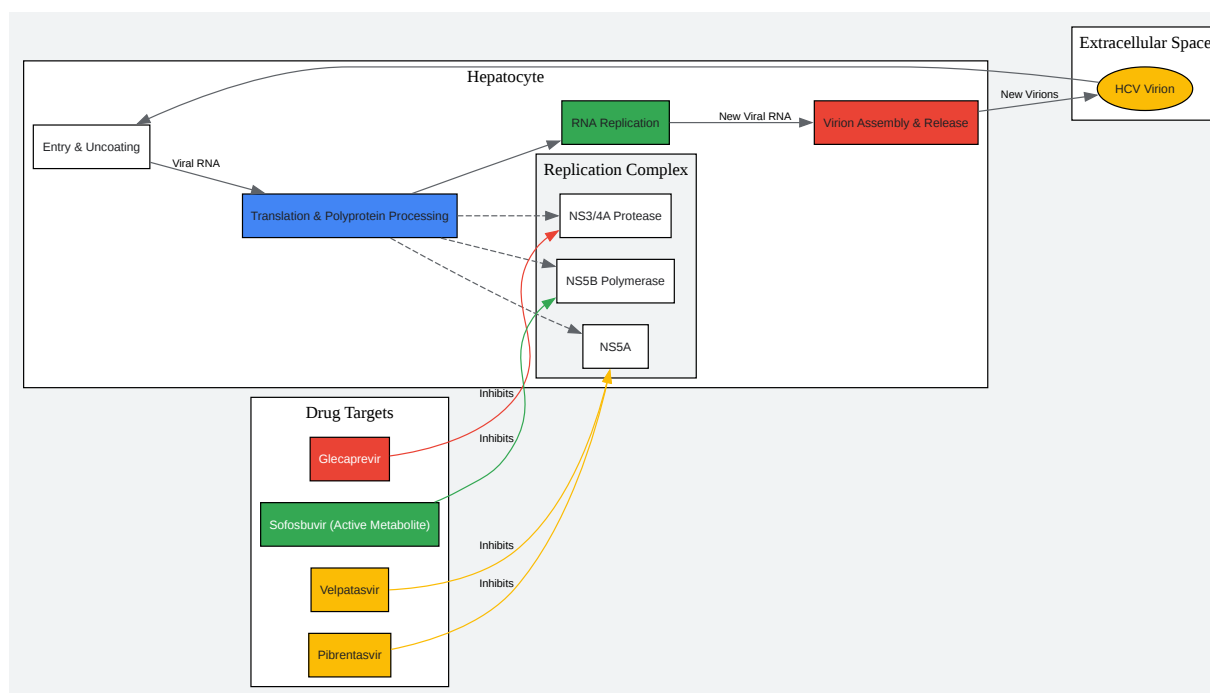 Extracellular Space
HCV Virion
New Virions
Hepatocyte
Entry & Uncoating
Viral RNA
RNA Replication
New Viral RNA
Virion Assembly & Release
Translation & Polyprotein Processing
Replication Complex
NS3/4A Protease
NS5B Polymerase
NS5A
Inhibits
Inhibits
Inhibits
Inhibits
Drug Targets
Glecaprevir
Sofosbuvir (Active Metabolite)
Velpatasvir
Pibrentasvir